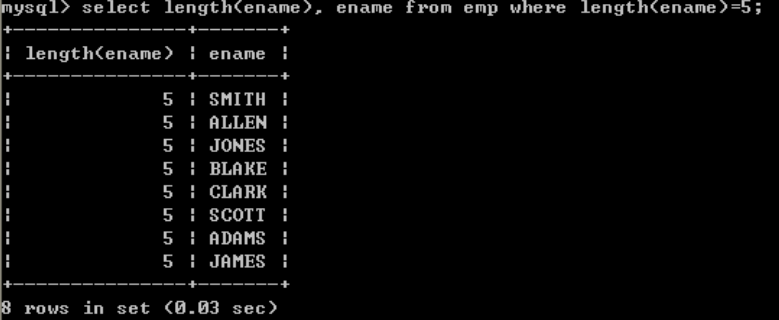 mysql> select length(ename), ename from emp where length(ename)=5;
+---------------+-------+
| length(ename) | ename |
+---------------+-------+
|             5 | SMITH |
|             5 | ALLEN |
|             5 | JONES |
|             5 | BLAKE |
|             5 | CLARK |
|             5 | SCOTT |
|             5 | ADAMS |
|             5 | JAMES |
+---------------+-------+
8 rows in set (0.03 sec)